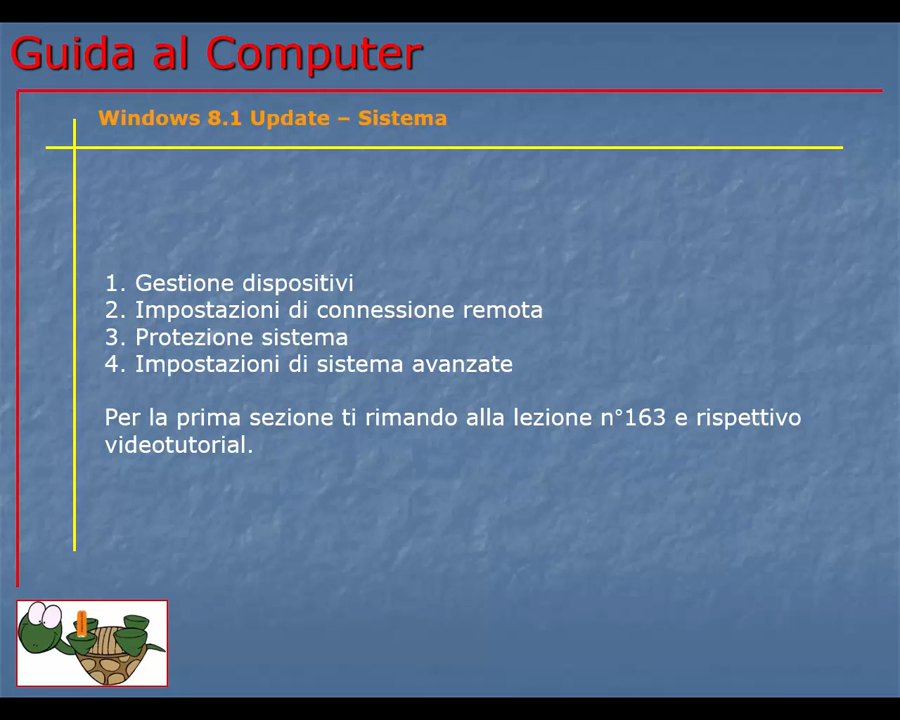 Guida al Computer
Windows 8.1 Update – Sistema
1. Gestione dispositivi
2. Impostazioni di connessione remota
3. Protezione sistema
4. Impostazioni di sistema avanzate
Per la prima sezione ti rimando alla lezione n°163 e rispettivo
videotutorial.